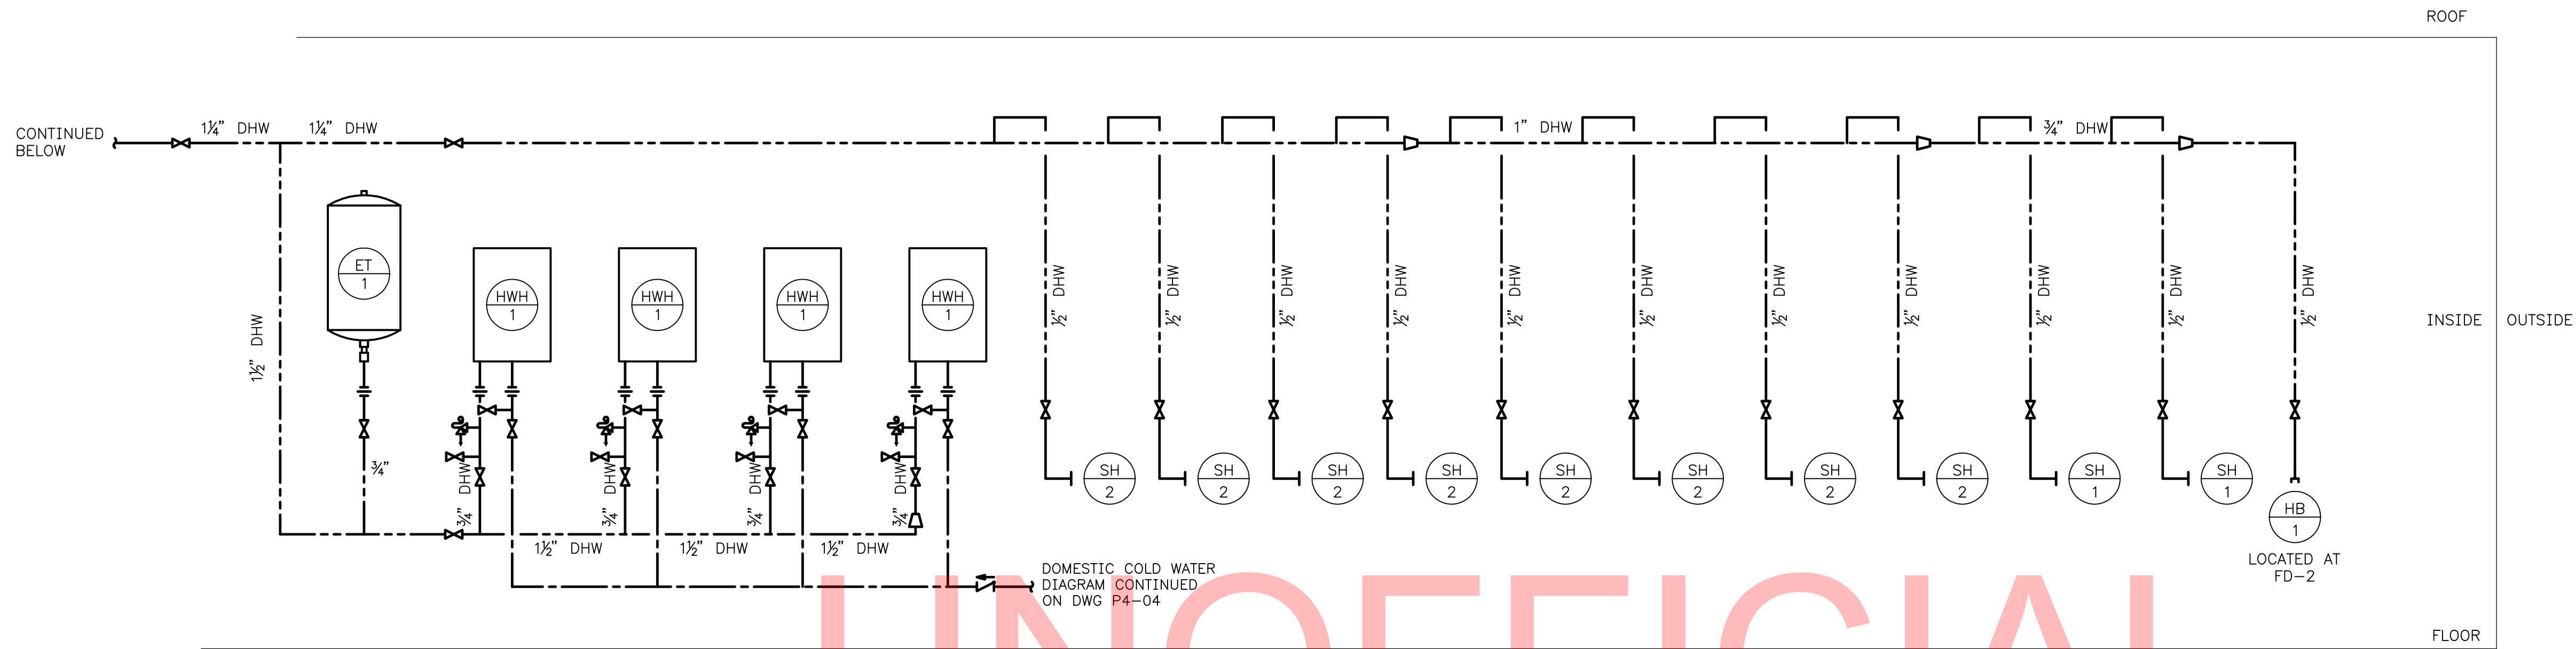 ROOF
CONTINUED
BELOW
1¼" DHW
1¼" DHW
1" DHW
¾" DHW
ET
1
HWH
1
HWH
1
HWH
1
HWH
1
1½" DHW
½" DHW
½" DHW
½" DHW
½" DHW
½" DHW
½" DHW
½" DHW
½" DHW
½" DHW
½" DHW
½" DHW
INSIDE
OUTSIDE
¾"
¾" DHW
¾" DHW
¾" DHW
¾" DHW
SH
2
SH
2
SH
2
SH
2
SH
2
SH
2
SH
2
SH
2
SH
1
SH
1
HB
1
LOCATED AT
FD-2
1½" DHW
1½" DHW
1½" DHW
DOMESTIC COLD WATER
DIAGRAM CONTINUED
ON DWG P4-04
UNOFFICIAL
FLOOR